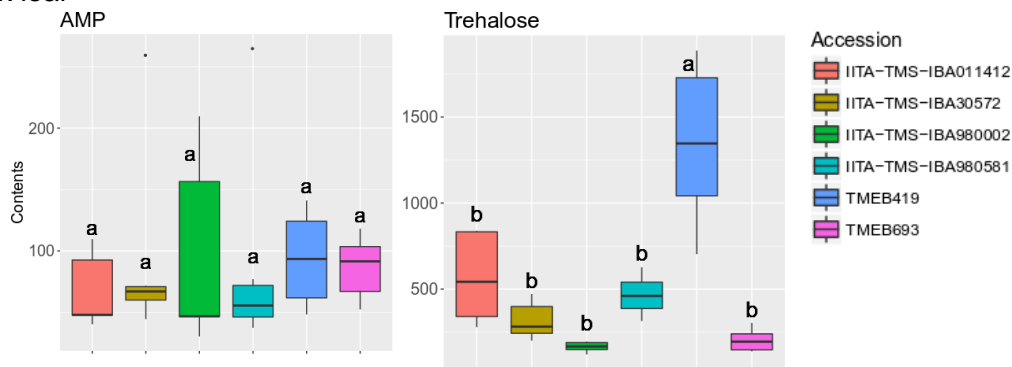 AMP
Trehalose
Contents
200
100
a
a
a
a
a
a
1500
1000
500
b
b
b
b
a
b
Accession
IITA-TMS-IBA011412
IITA-TMS-IBA30572
IITA-TMS-IBA980002
IITA-TMS-IBA980581
TMEB419
TMEB693